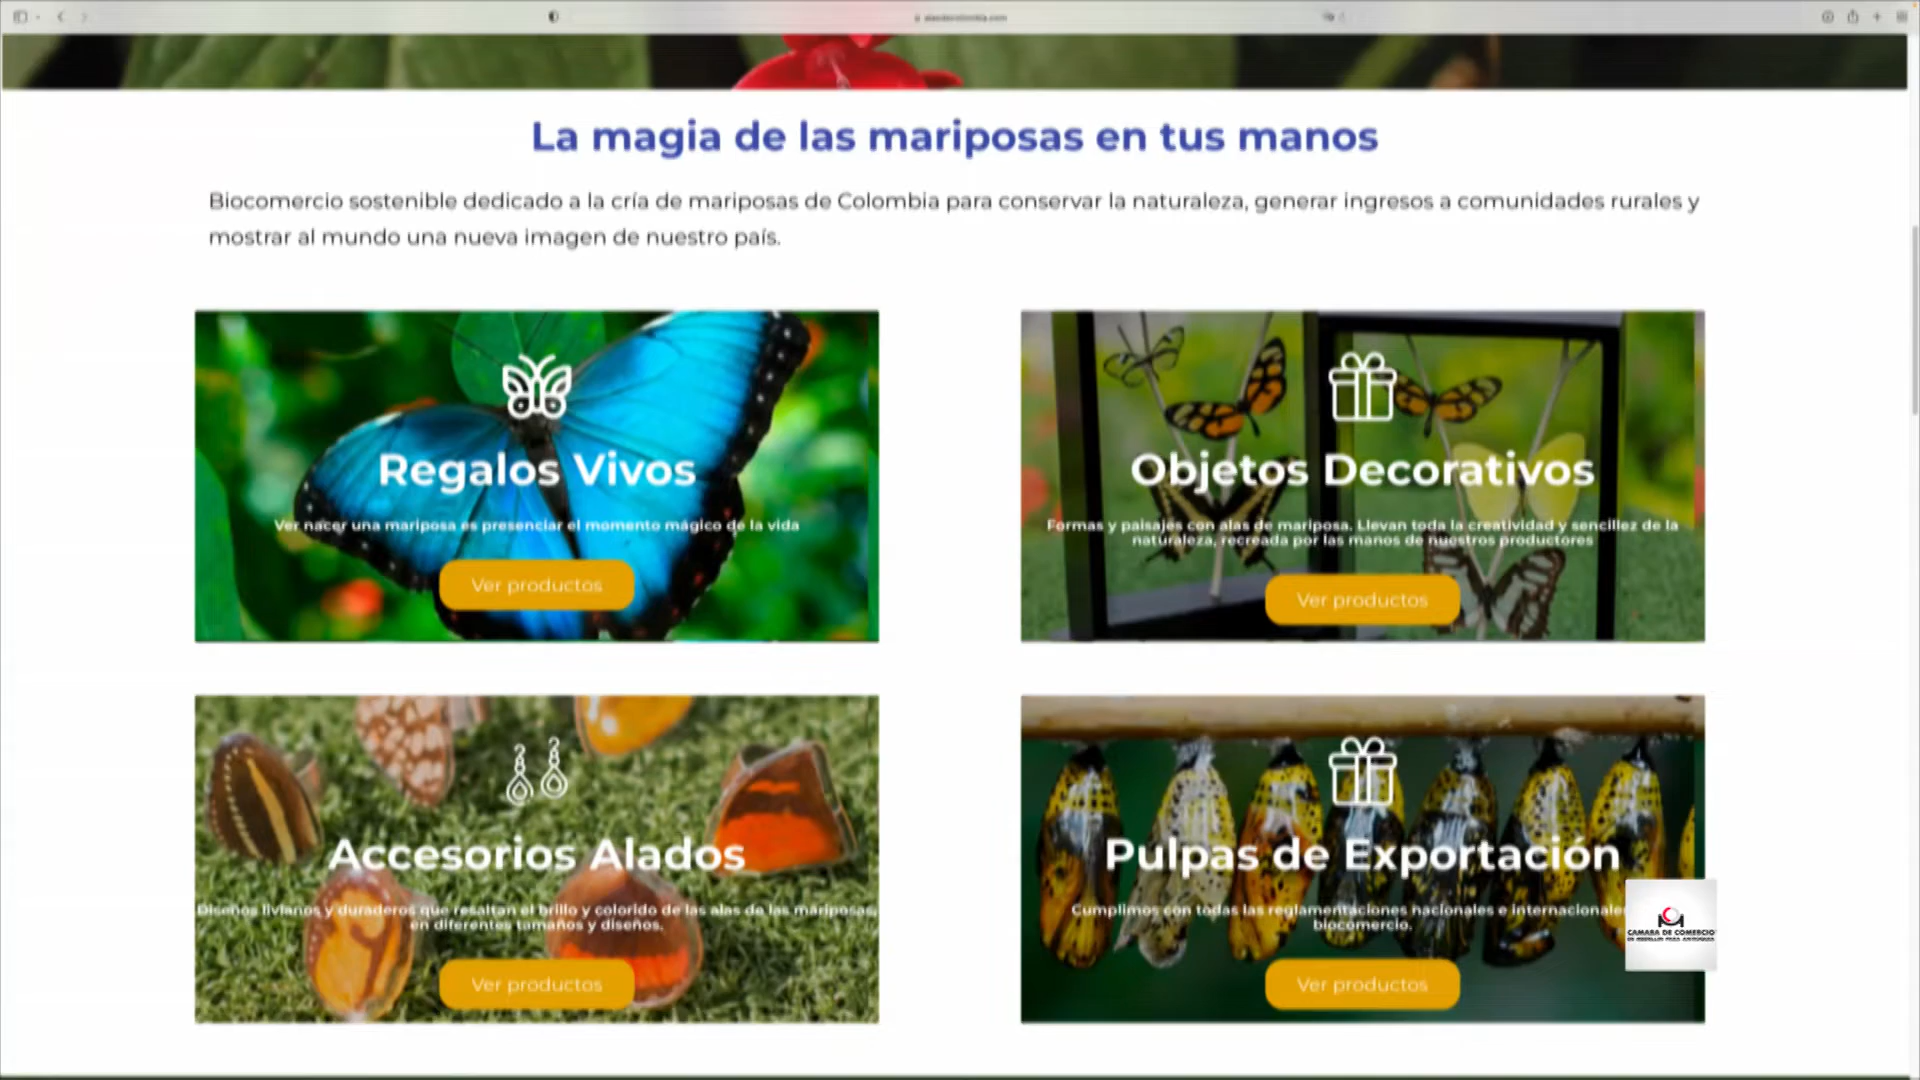 La magia de las mariposas en tus manos
Biocomercio sostenible dedicado a la cría de mariposas de Colombia para conservar la naturaleza, generar ingresos a comunidades rurales y
mostrar al mundo una nueva imagen de nuestro país.
Regalos Vivos
Ver nacer una mariposa es presenciar el momento mágico de la vida
Ver productos
Objetos Decorativos
Formas y paisajes con alas de mariposa. Llevan toda la creatividad y sencillez de la
naturaleza, recreada por las manos de nuestros productores
Ver productos
Accesorios Alados
Diseños livianos y duraderos que resaltan el brillo y colorido de las alas de las mariposas,
en diferentes tamaños y diseños.
Ver productos
Pulpas de Exportación
Cumplimos con todas las reglamentaciones nacionales e
biocomercio.
Ver productos
CAMARA DE COMERCIO
DE MEDELLIN PARA ANTIOQUIA